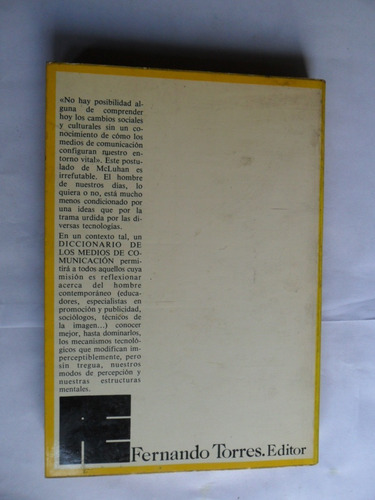 «No hay posibilidad al-
guna de comprender
hoy los cambios sociales
y culturales sin un co-
nocimiento de cómo los
medios de comunicación
configuran nuestro en-
torno vital». Este postu-
lado de McLuhan es
irrefutable. El hombre
de nuestros días, lo
quiera o no, está mucho
menos condicionado por
una ideas que por la
trama urdida por las di-
versas tecnologías.
En un contexto tal, un
DICCIONARIO DE
LOS MEDIOS DE CO-
MUNICACIÓN permi-
tirá a todos aquellos cuya
misión es reflexionar
acerca del hombre
contemporáneo (educa-
dores, especialistas en
promoción y publicidad,
sociólogos, técnicos de
la imagen...) conocer
mejor, hasta dominarlos,
los mecanismos tecnoló-
gicos que modifican im-
perceptiblemente, pero
sin tregua, nuestros
modos de percepción y
nuestras estructuras
mentales.
Fernando Torres. Editor